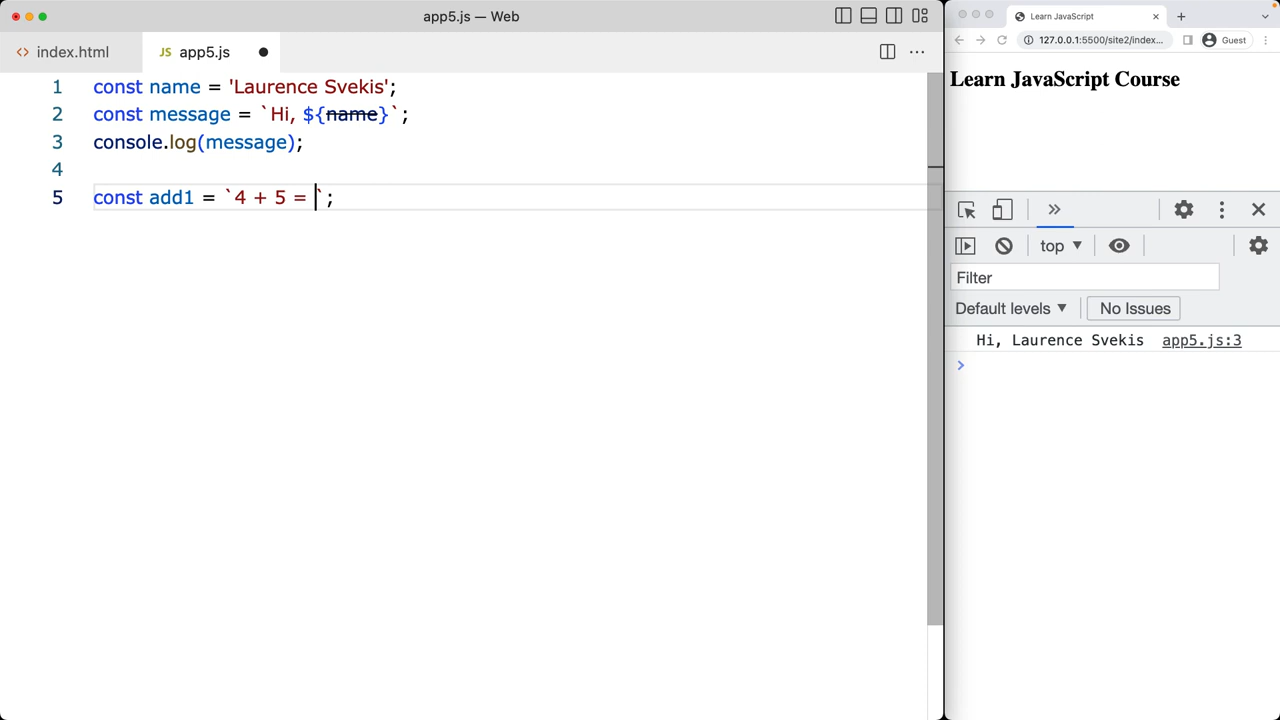 app5.js — Web
index.html
JS app5.js
1 const name = 'Laurence Svekis';
2 const message = `Hi, ${name}`;
3 console.log(message);
4
5 const add1 = `4 + 5 = `;
Learn JavaScript
127.0.0.1:5500/site2/index...
Guest
Learn JavaScript Course
top
Filter
Default levels
No Issues
Hi, Laurence Svekis app5.js:3